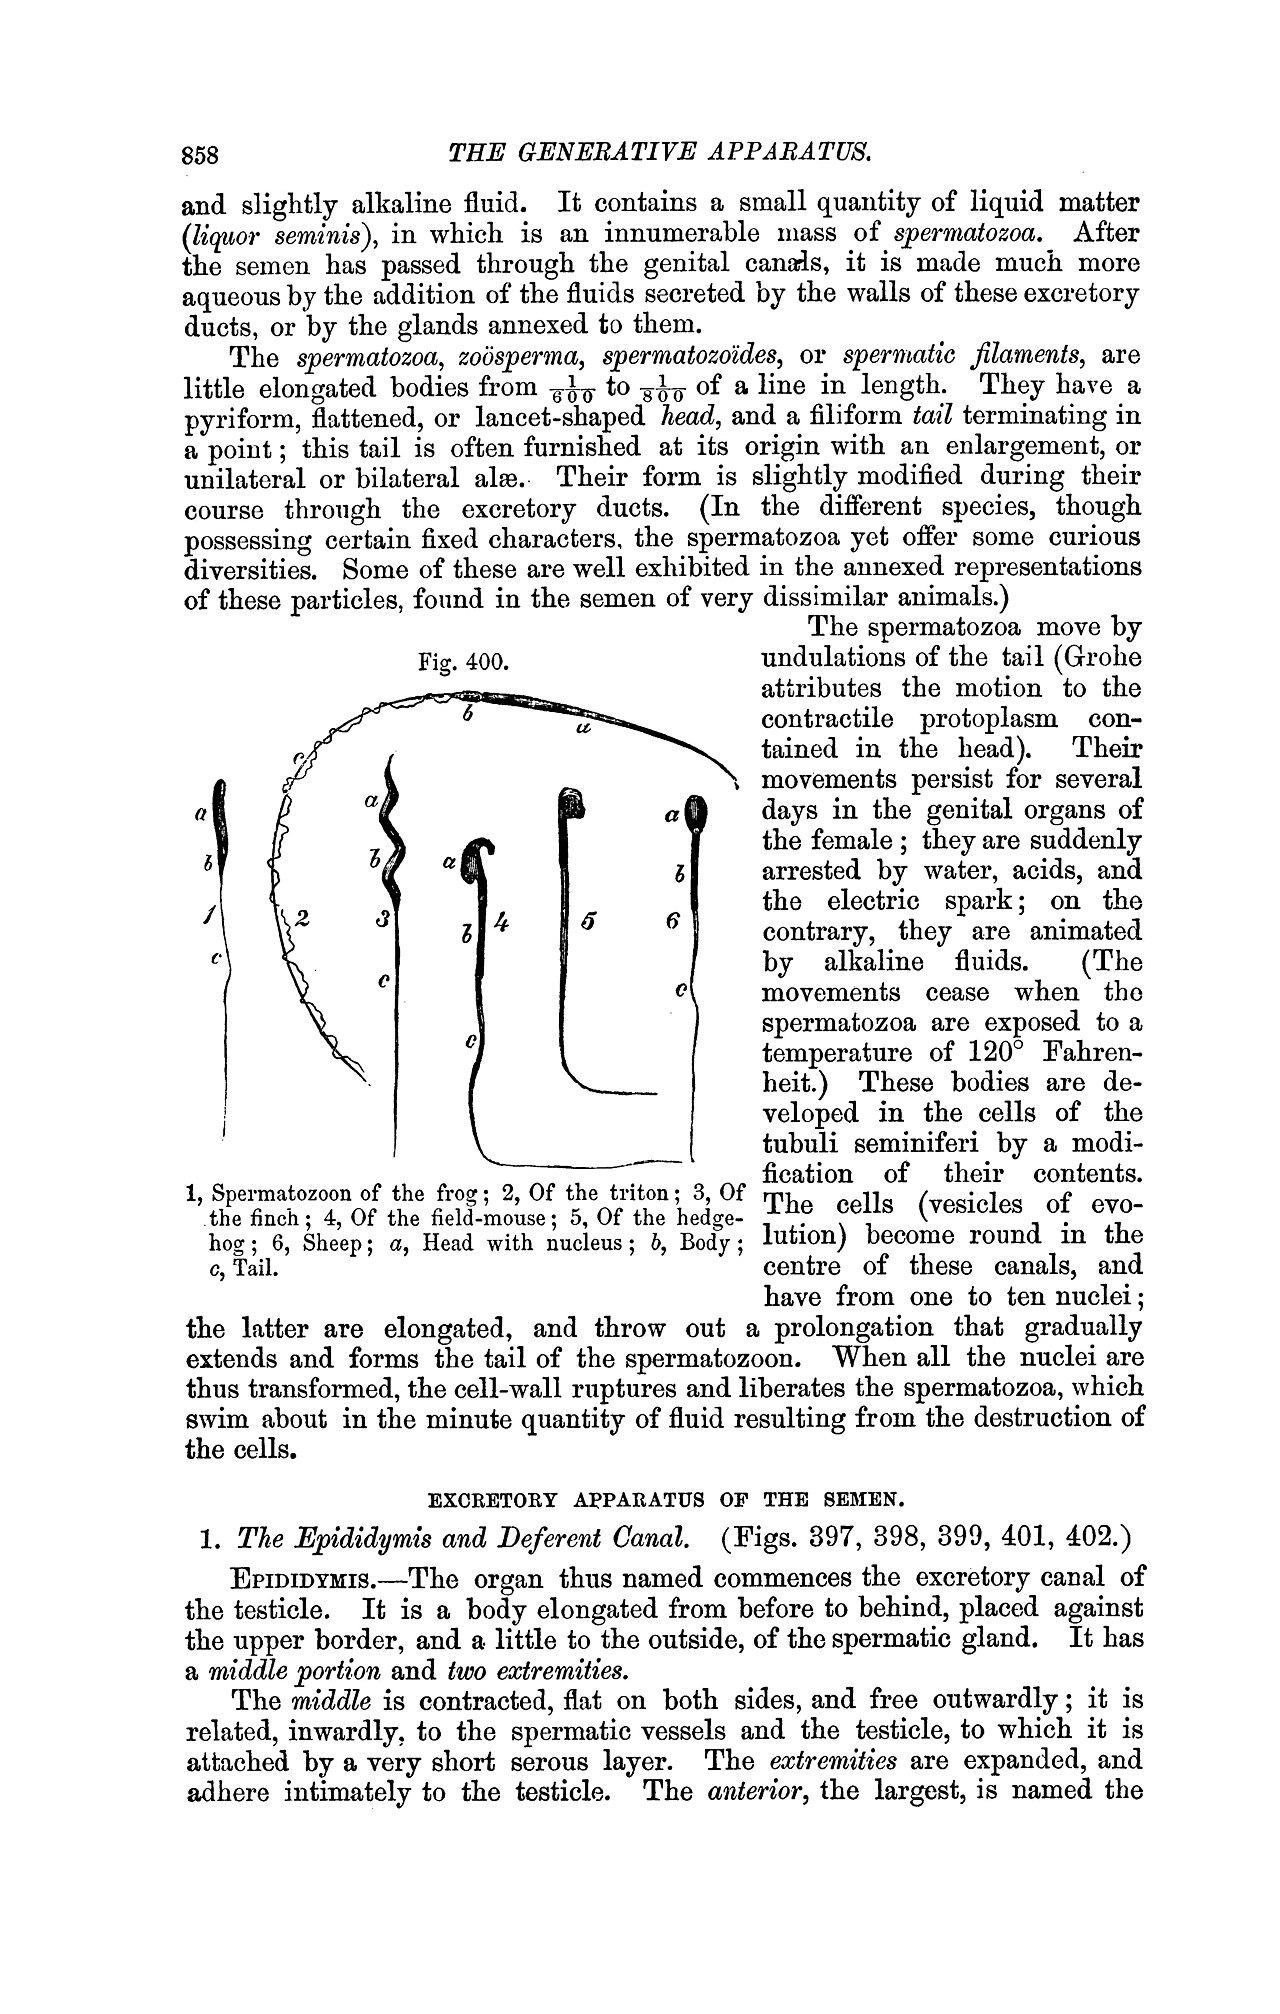 858 THE GENERATIVE APPARATUS.
and slightly alkaline fluid. It contains a small quantity of liquid matter
(liquor seminis), in which is an innumerable mass of spermatozoa. After
the semen has passed through the genital canals, it is made much more
aqueous by the addition of the fluids secreted by the walls of these excretory
ducts, or by the glands annexed to them.
The spermatozoa, zoösperma, spermatozoïdes, or spermatic filaments, are
little elongated bodies from 1/600 to 1/800 of a line in length. They have a
pyriform, flattened, or lancet-shaped head, and a filiform tail terminating in
a point; this tail is often furnished at its origin with an enlargement, or
unilateral or bilateral alæ. Their form is slightly modified during their
course through the excretory ducts. (In the different species, though
possessing certain fixed characters, the spermatozoa yet offer some curious
diversities. Some of these are well exhibited in the annexed representations
of these particles, found in the semen of very dissimilar animals.)
Fig. 400.
b
a
c
a
b
1
c
2
a
b
3
c
a
b
4
c
5
a
b
6
c
1, Spermatozoon of the frog; 2, Of the triton; 3, Of
the finch; 4, Of the field-mouse; 5, Of the hedge-
hog; 6, Sheep; a, Head with nucleus; b, Body;
c, Tail.
The spermatozoa move by
undulations of the tail (Grohe
attributes the motion to the
contractile protoplasm con-
tained in the head). Their
movements persist for several
days in the genital organs of
the female; they are suddenly
arrested by water, acids, and
the electric spark; on the
contrary, they are animated
by alkaline fluids. (The
movements cease when the
spermatozoa are exposed to a
temperature of 120° Fahren-
heit.) These bodies are de-
veloped in the cells of the
tubuli seminiferi by a modi-
fication of their contents.
The cells (vesicles of evo-
lution) become round in the
centre of these canals, and
have from one to ten nuclei;
the latter are elongated, and throw out a prolongation that gradually
extends and forms the tail of the spermatozoon. When all the nuclei are
thus transformed, the cell-wall ruptures and liberates the spermatozoa, which
swim about in the minute quantity of fluid resulting from the destruction of
the cells.
EXCRETORY APPARATUS OF THE SEMEN.
1. The Epididymis and Deferent Canal. (Figs. 397, 398, 399, 401, 402.)
EPIDIDYMIS.—The organ thus named commences the excretory canal of
the testicle. It is a body elongated from before to behind, placed against
the upper border, and a little to the outside, of the spermatic gland. It has
a middle portion and two extremities.
The middle is contracted, flat on both sides, and free outwardly; it is
related, inwardly, to the spermatic vessels and the testicle, to which it is
attached by a very short serous layer. The extremities are expanded, and
adhere intimately to the testicle. The anterior, the largest, is named the